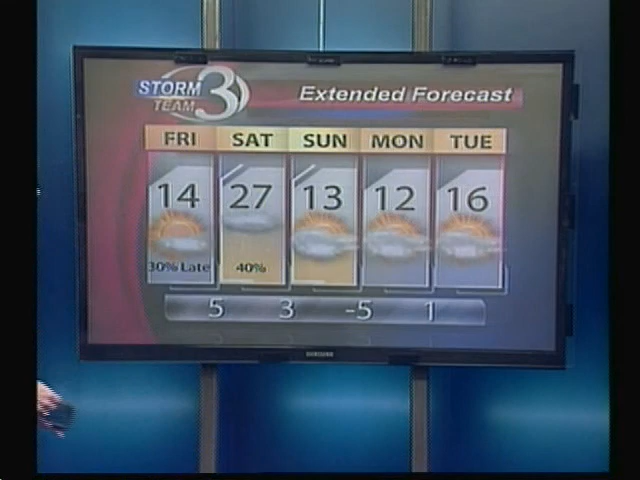 STORM TEAM 3
Extended Forecast
FRI SAT SUN MON TUE
14 27 13 12 16
30% Late 40%
5 3 -5 1
SAMSUNG